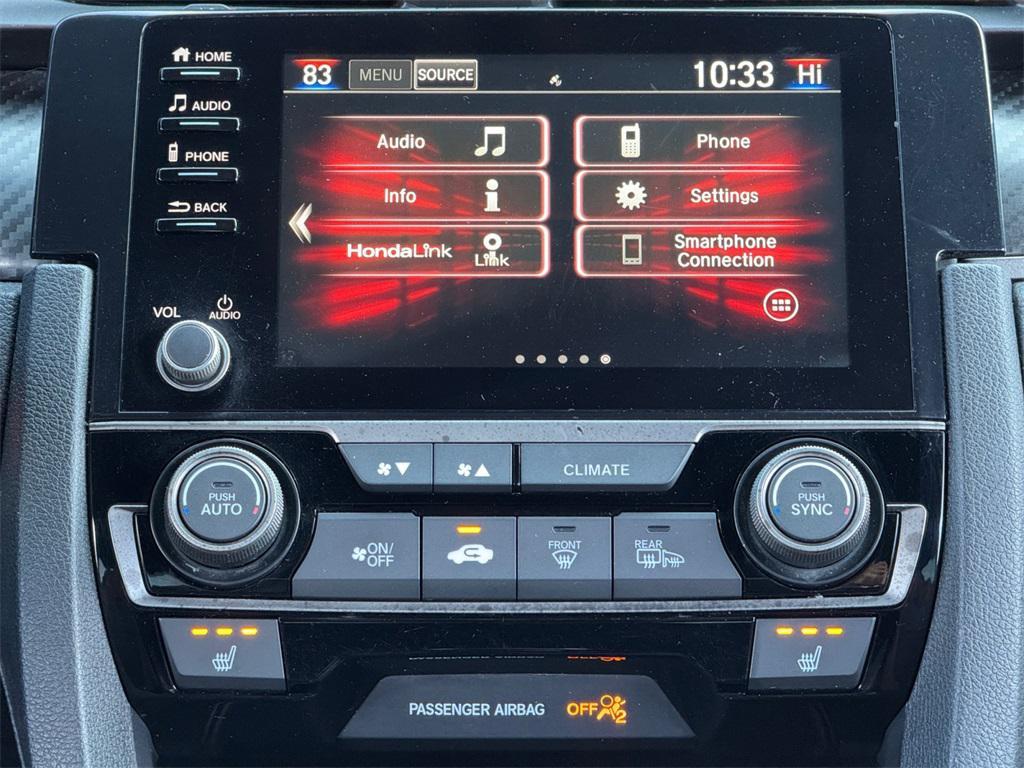 HOME
83 MENU SOURCE 10:33 Hi
AUDIO
Audio Phone
PHONE
Info Settings
BACK
HondaLink Link Smartphone
Connection
VOL AUDIO
CLIMATE
PUSH
AUTO
PUSH
SYNC
ON/
OFF
FRONT
REAR
PASSENGER AIRBAG OFF 2